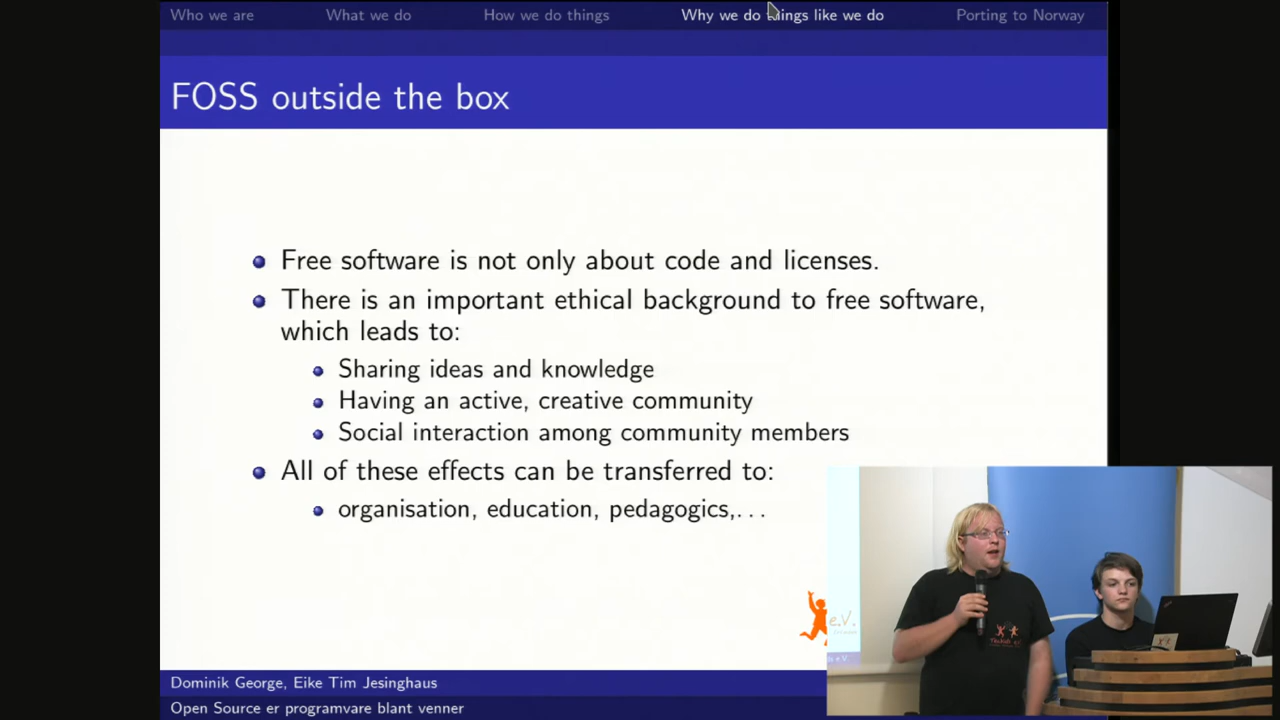 Who we are What we do How we do things Why we do things like we do Porting to Norway
FOSS outside the box
Free software is not only about code and licenses.
There is an important ethical background to free software,
which leads to:
Sharing ideas and knowledge
Having an active, creative community
Social interaction among community members
All of these effects can be transferred to:
organisation, education, pedagogics,...
e.V.
Dominik George, Eike Tim Jesinghaus
Open Source er programvare blant venner